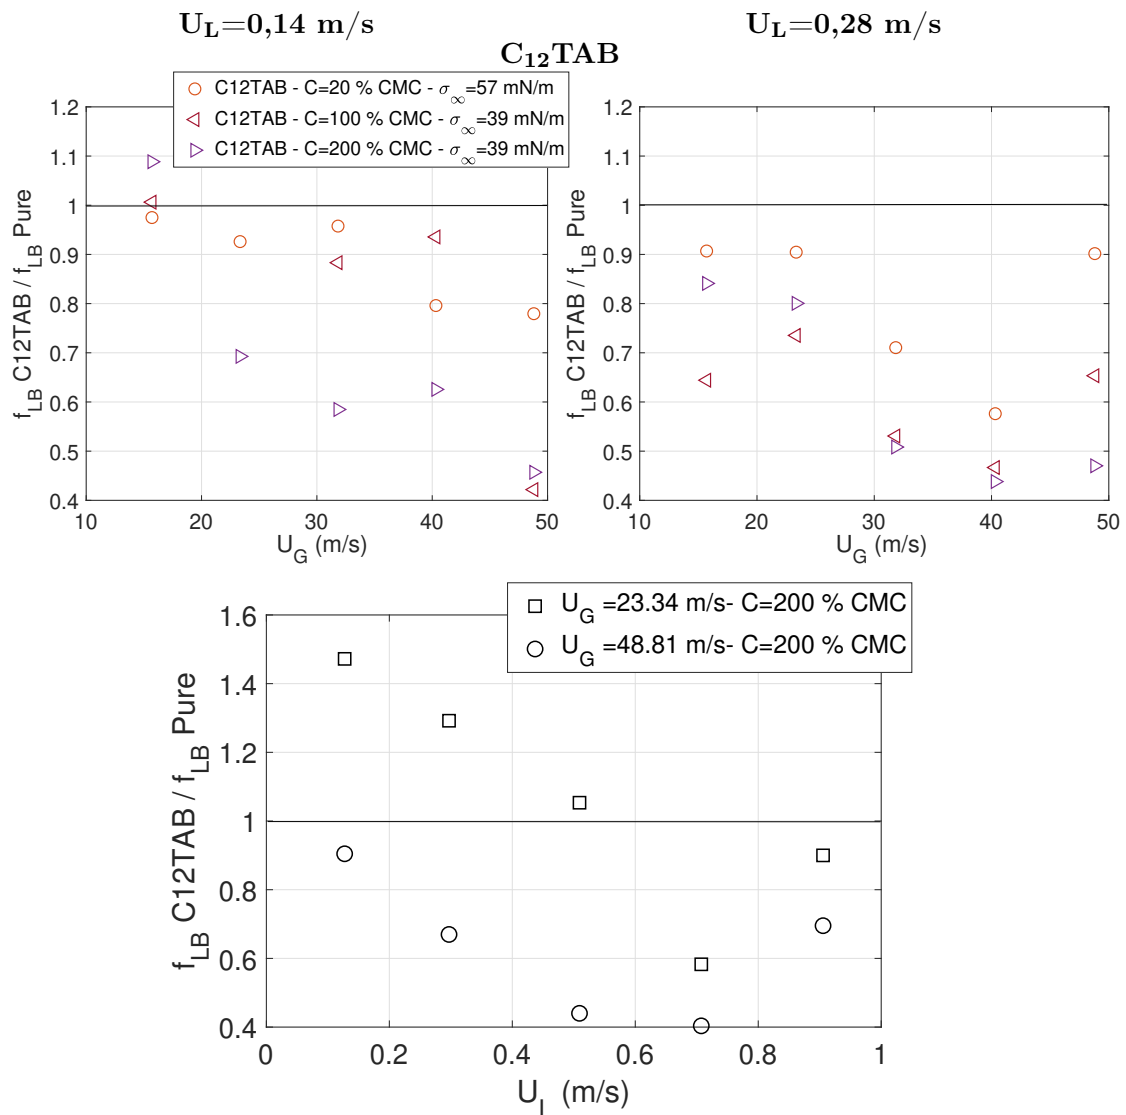 U_L=0,14 m/s
U_L=0,28 m/s
C_12TAB
C12TAB - C=20 % CMC - σ_∞=57 mN/m
C12TAB - C=100 % CMC - σ_∞=39 mN/m
C12TAB - C=200 % CMC - σ_∞=39 mN/m
f_LB C12TAB / f_LB Pure
1.2
1.1
1
0.9
0.8
0.7
0.6
0.5
0.4
10 20 30 40 50
U_G (m/s)
f_LB C12TAB / f_LB Pure
1.2
1.1
1
0.9
0.8
0.7
0.6
0.5
0.4
10 20 30 40 50
U_G (m/s)
U_G =23.34 m/s- C=200 % CMC
U_G =48.81 m/s- C=200 % CMC
f_LB C12TAB / f_LB Pure
1.6
1.4
1.2
1
0.8
0.6
0.4
0 0.2 0.4 0.6 0.8 1
U_l (m/s)